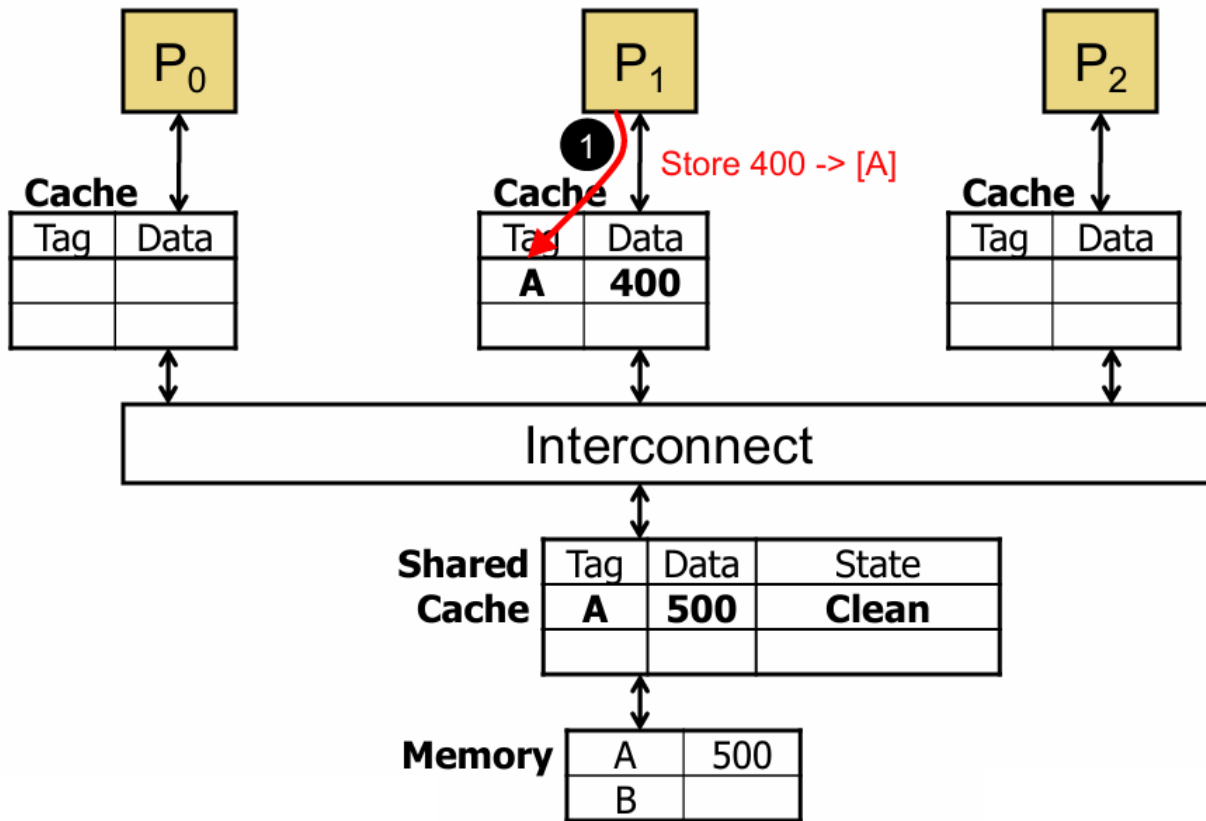 P0 P1 P2
1
Store 400 -> [A]
Cache Cache Cache
Tag Data Tag Data Tag Data
A 400
Interconnect
Shared Tag Data State
Cache A 500 Clean
Memory A 500
B